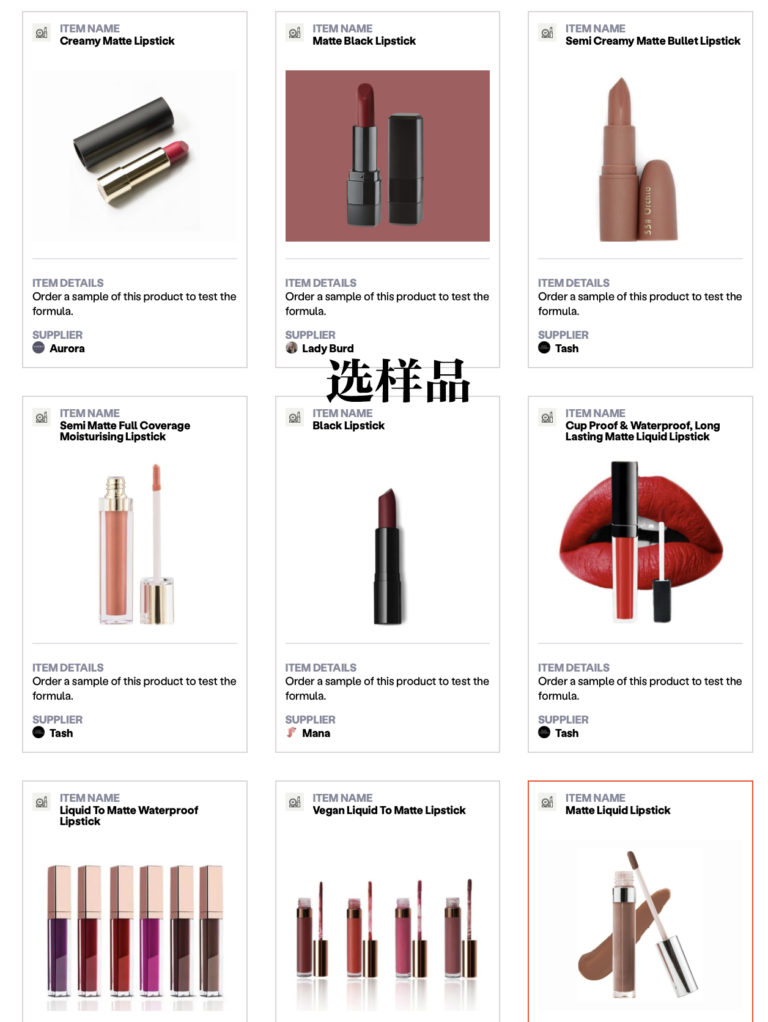 ITEM NAME
Creamy Matte Lipstick
ITEM NAME
Matte Black Lipstick
ITEM NAME
Semi Creamy Matte Bullet Lipstick
33# Orchid
ITEM DETAILS
Order a sample of this product to test the
formula.
SUPPLIER
Aurora
ITEM DETAILS
Order a sample of this product to test the
formula.
SUPPLIER
Lady Burd
ITEM DETAILS
Order a sample of this product to test the
formula.
SUPPLIER
Tash
选样品
ITEM NAME
Semi Matte Full Coverage
Moisturising Lipstick
ITEM NAME
Black Lipstick
ITEM NAME
Cup Proof & Waterproof, Long
Lasting Matte Liquid Lipstick
ITEM DETAILS
Order a sample of this product to test the
formula.
SUPPLIER
Tash
ITEM DETAILS
Order a sample of this product to test the
formula.
SUPPLIER
Mana
ITEM DETAILS
Order a sample of this product to test the
formula.
SUPPLIER
Tash
ITEM NAME
Liquid To Matte Waterproof
Lipstick
ITEM NAME
Vegan Liquid To Matte Lipstick
ITEM NAME
Matte Liquid Lipstick